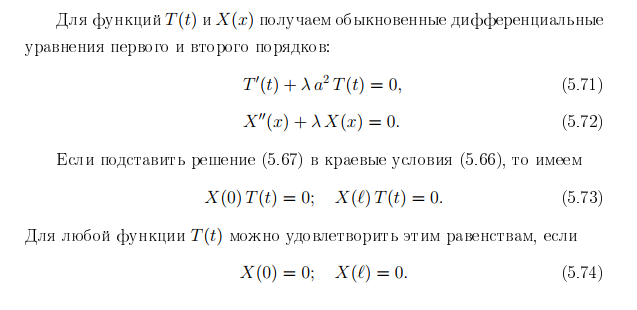 Для функций T(t) и X(x) получаем обыкновенные дифференциальные
уравнения первого и второго порядков:
T′(t) + λ a² T(t) = 0, (5.71)
X″(x) + λ X(x) = 0. (5.72)
Если подставить решение (5.67) в краевые условия (5.66), то имеем
X(0) T(t) = 0; X(ℓ) T(t) = 0. (5.73)
Для любой функции T(t) можно удовлетворить этим равенствам, если
X(0) = 0; X(ℓ) = 0. (5.74)